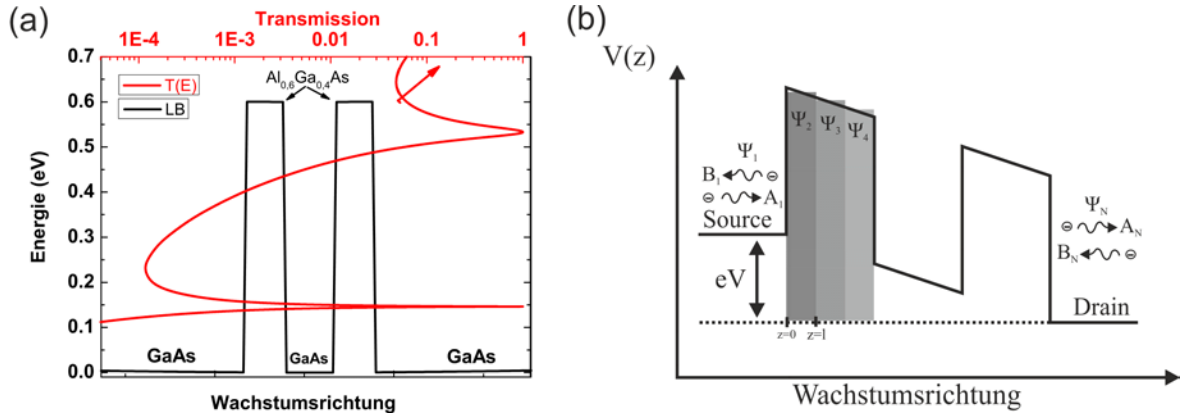 (a)
Transmission
1E-4 1E-3 0.01 0.1 1
0.7
0.6
0.5
0.4
0.3
0.2
0.1
0.0
Energie (eV)
T(E)
LB
Al0,6Ga0,4As
GaAs GaAs GaAs
Wachstumsrichtung
(b)
V(z)
Ψ2 Ψ3 Ψ4
Ψ1
B1
A1
Source
eV
z=0 z=l
ΨN
AN
BN
Drain
Wachstumsrichtung